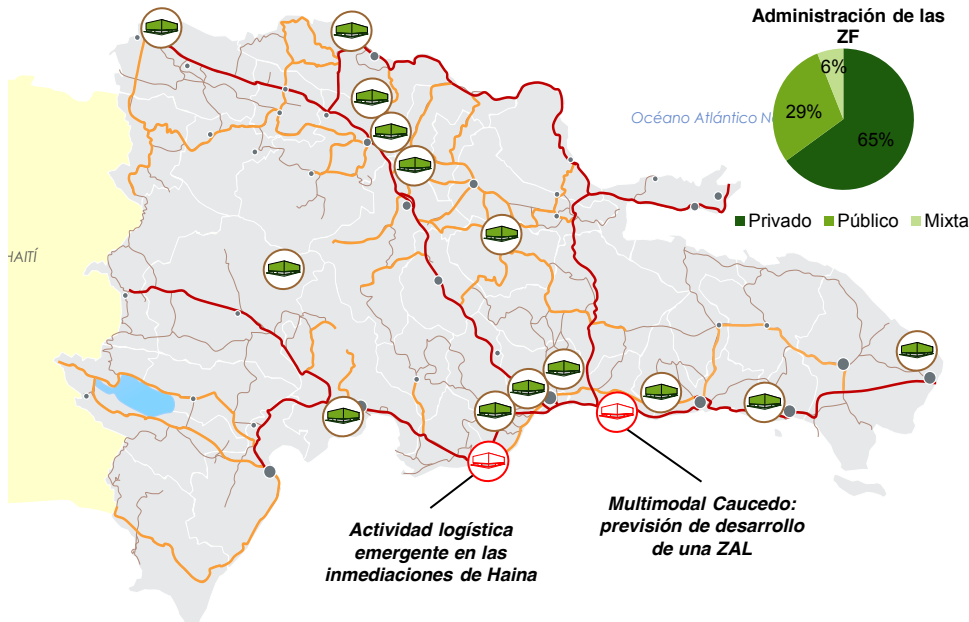 Administración de las
ZF
6%
29%
65%
Océano Atlántico N
Privado Público Mixta
HAITÍ
Actividad logística
emergente en las
inmediaciones de Haina
Multimodal Caucedo:
previsión de desarrollo
de una ZAL